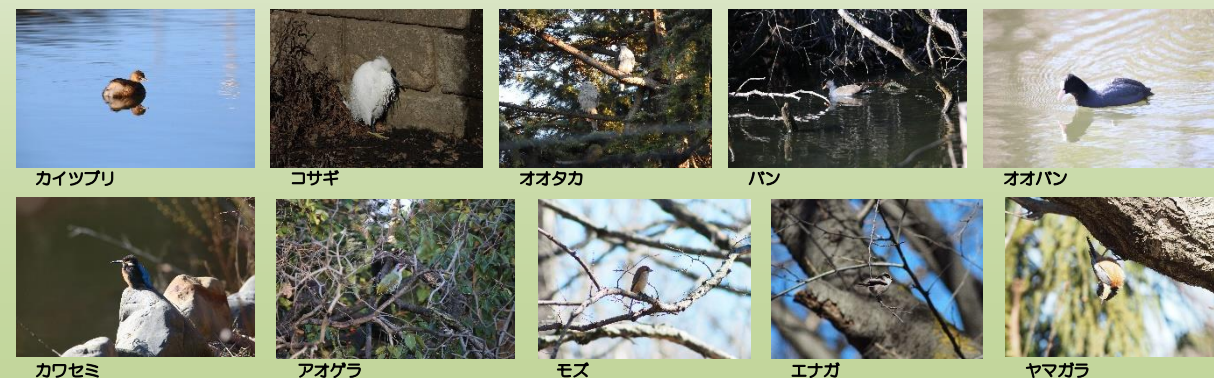 カイツブリ
コサギ
オオタカ
バン
オオバン
カワセミ
アオゲラ
モズ
エナガ
ヤマガラ